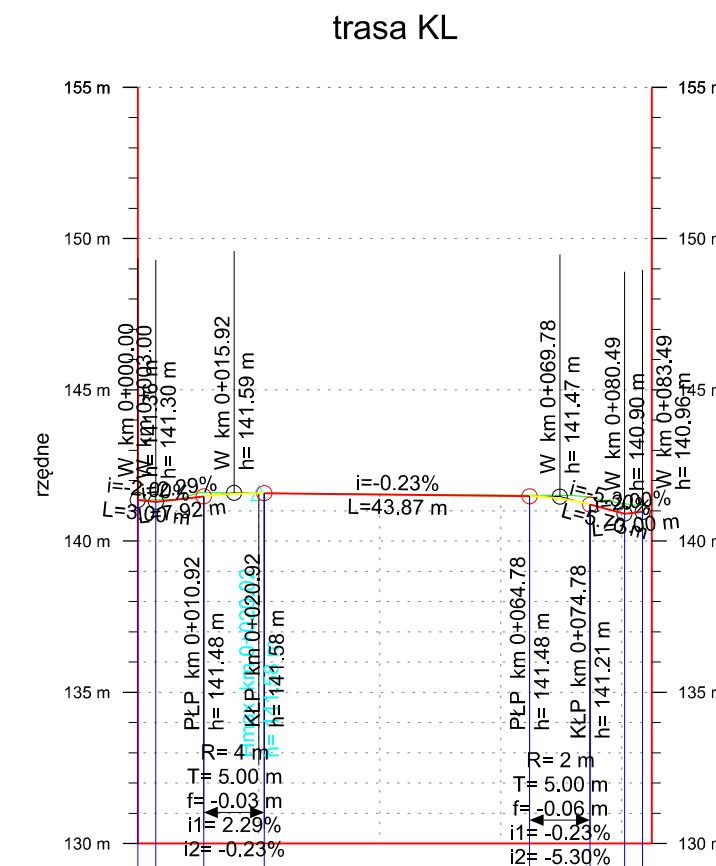 trasa KL
155 m
155 m
150 m
150 m
145 m
145 m
140 m
140 m
135 m
135 m
130 m
130 m
rzędne
W km 0+000.00
h= 141.30 m
W km 0+015.92
h= 141.59 m
W km 0+069.78
h= 141.47 m
W km 0+080.49
h= 140.90 m
W km 0+083.49
h= 140.96 m
i=-0.23%
L=43.87 m
PŁP km 0+010.92
h= 141.48 m
KŁP km 0+020.92
h= 141.58 m
PŁP km 0+064.78
h= 141.48 m
KŁP km 0+074.78
h= 141.21 m
R= 4 m
T= 5.00 m
f= -0.03 m
i1= 2.29%
i2= -0.23%
R= 2 m
T= 5.00 m
f= -0.06 m
i1= -0.23%
i2= -5.30%